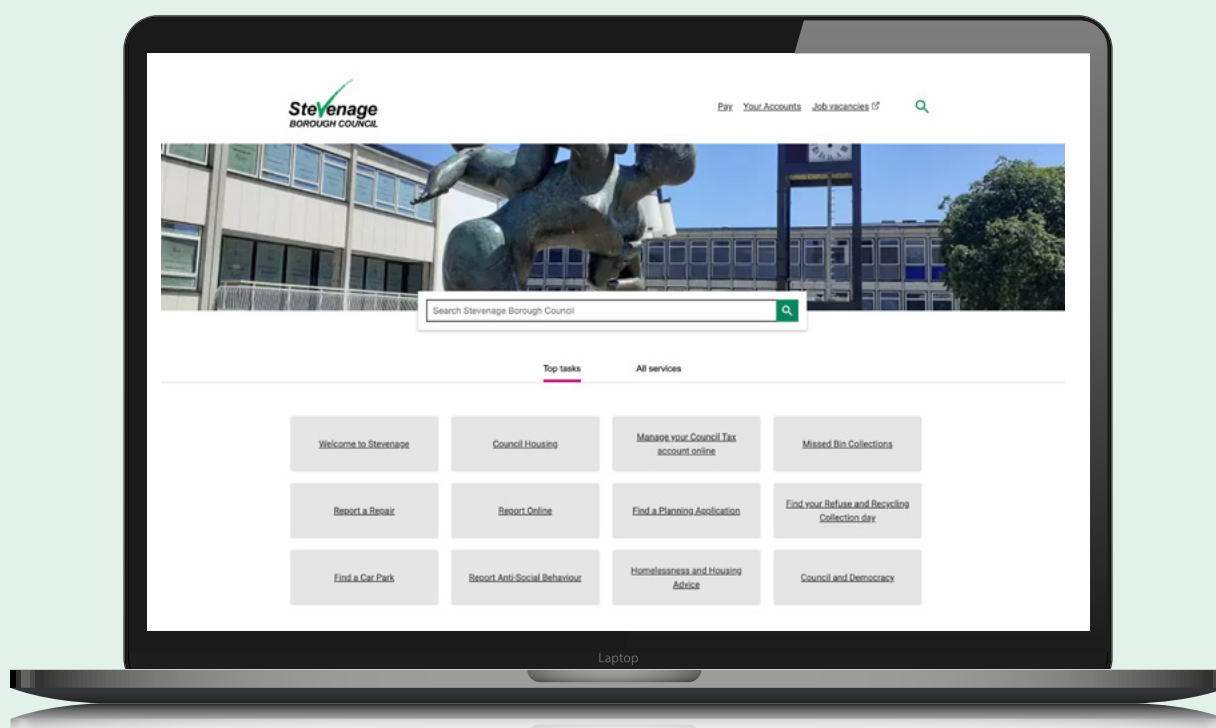 Stevenage
BOROUGH COUNCIL
Pay Your Accounts Job vacancies
Search Stevenage Borough Council
Top tasks All services
Welcome to Stevenage
Council Housing
Manage your Council Tax
account online
Missed Bin Collections
Report a Repair
Report Online
Find a Planning Application
Find your Refuse and Recycling
Collection day
Find a Car Park
Report Anti-Social Behaviour
Homelessness and Housing
Advice
Council and Democracy
Laptop